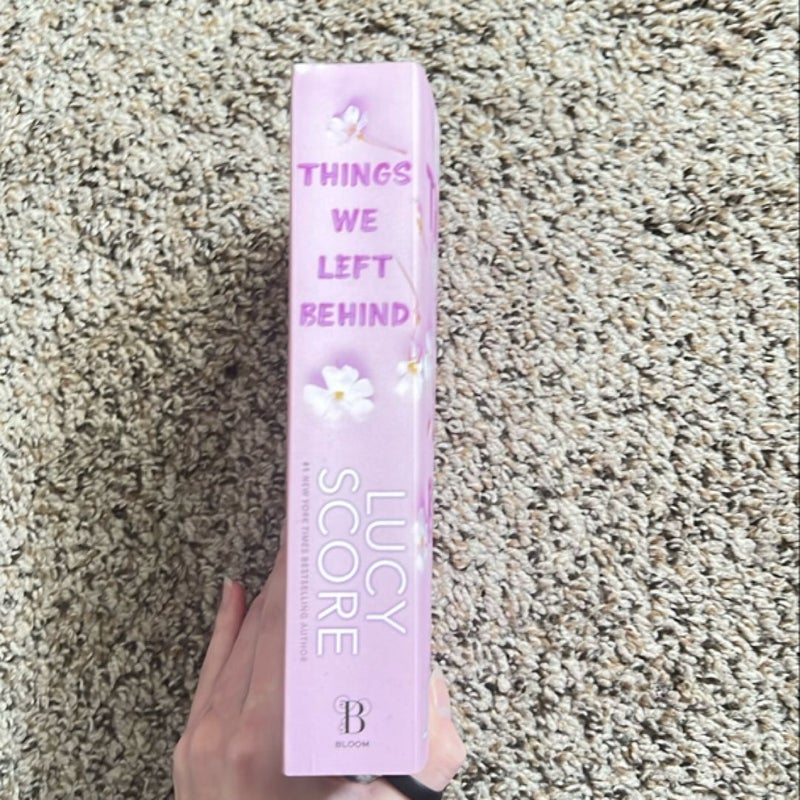 THINGS
WE
LEFT
BEHIND
LUCY
SCORE
#1 NEW YORK TIMES BESTSELLING AUTHOR
B
BLOOM